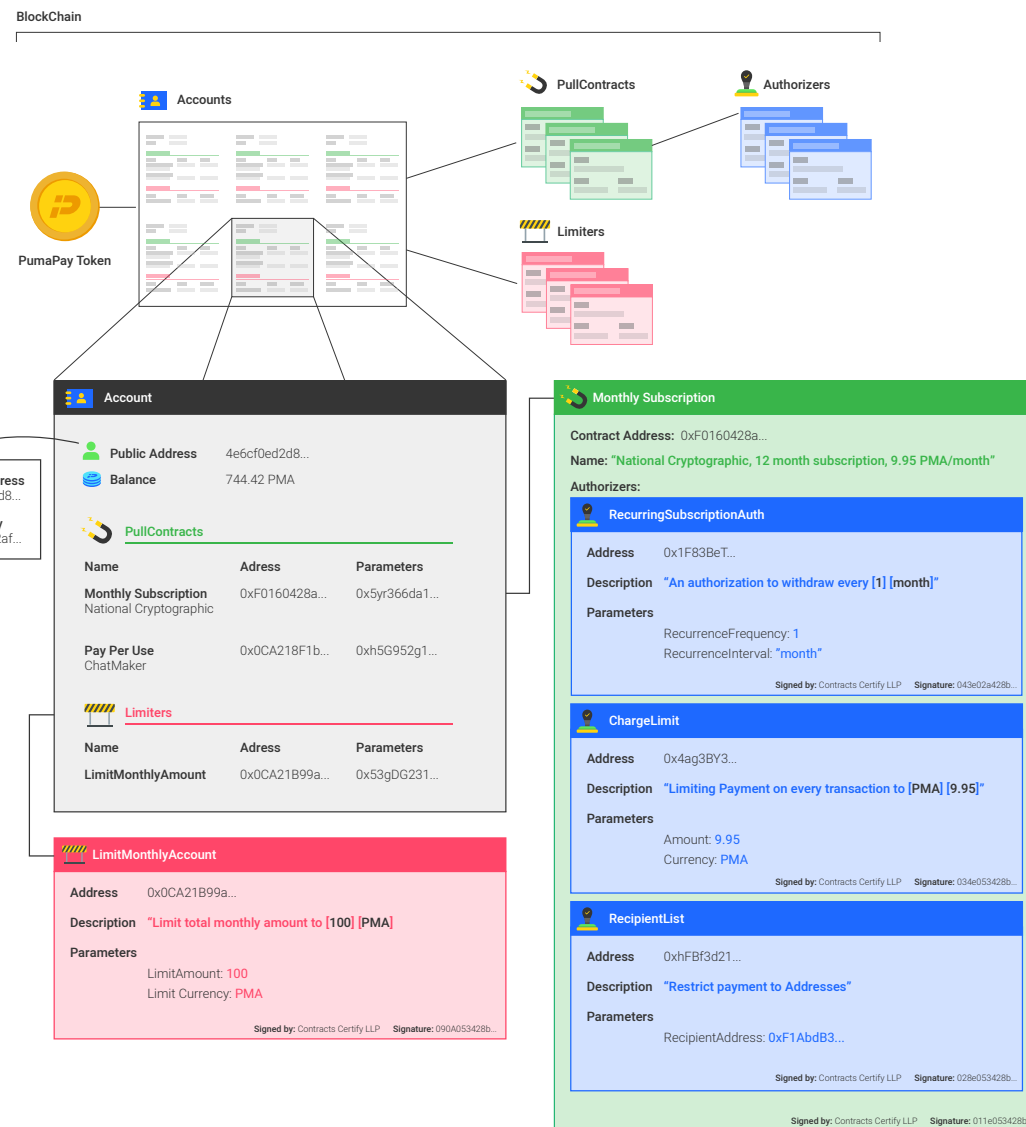 BlockChain
Accounts
PullContracts
Authorizers
PumaPay Token
Limiters
Account
Public Address 4e6cf0ed2d8...
Balance 744.42 PMA
PullContracts
Name Adress Parameters
Monthly Subscription 0xF0160428a... 0x5yr366da1...
National Cryptographic
Pay Per Use 0x0CA218F1b... 0xh5G952g1...
ChatMaker
Limiters
Name Adress Parameters
LimitMonthlyAmount 0x0CA21B99a... 0x53gDG231...
ress
d8...
y
af...
LimitMonthlyAccount
Address 0x0CA21B99a...
Description “Limit total monthly amount to [100] [PMA]
Parameters
LimitAmount: 100
Limit Currency: PMA
Signed by: Contracts Certify LLP Signature: 090A053428b...
Monthly Subscription
Contract Address: 0xF0160428a...
Name: “National Cryptographic, 12 month subscription, 9.95 PMA/month”
Authorizers:
RecurringSubscriptionAuth
Address 0x1F83BeT...
Description “An authorization to withdraw every [1] [month]”
Parameters
RecurrenceFrequency: 1
RecurrenceInterval: ”month”
Signed by: Contracts Certify LLP Signature: 043e02a428b...
ChargeLimit
Address 0x4ag3BY3...
Description “Limiting Payment on every transaction to [PMA] [9.95]”
Parameters
Amount: 9.95
Currency: PMA
Signed by: Contracts Certify LLP Signature: 034e053428b...
RecipientList
Address 0xhFBf3d21...
Description “Restrict payment to Addresses”
Parameters
RecipientAddress: 0xF1AbdB3...
Signed by: Contracts Certify LLP Signature: 028e053428b...
Signed by: Contracts Certify LLP Signature: 011e053428b